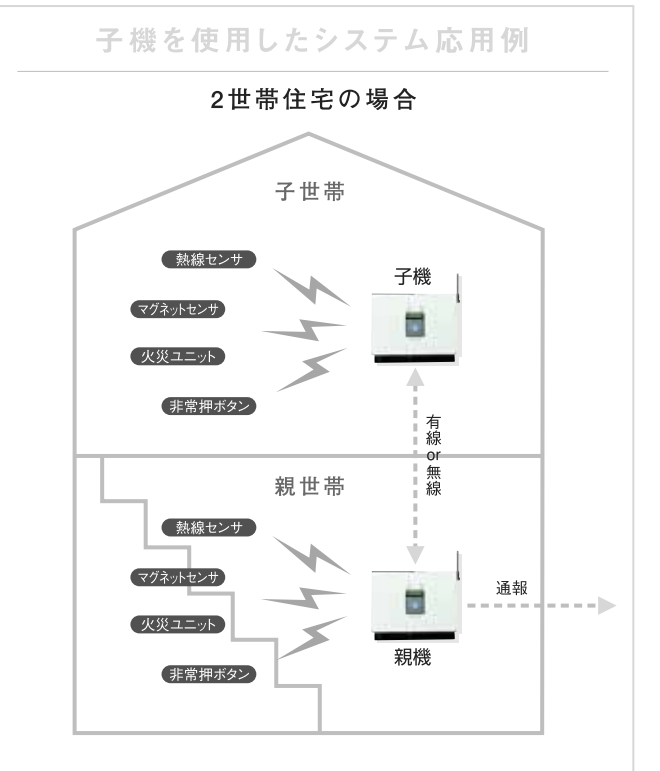 子機を使用したシステム応用例
2世帯住宅の場合
子世帯
熱線センサ
マグネットセンサ
火災ユニット
非常押ボタン
子機
有線or無線
親世帯
熱線センサ
マグネットセンサ
火災ユニット
非常押ボタン
親機
通報